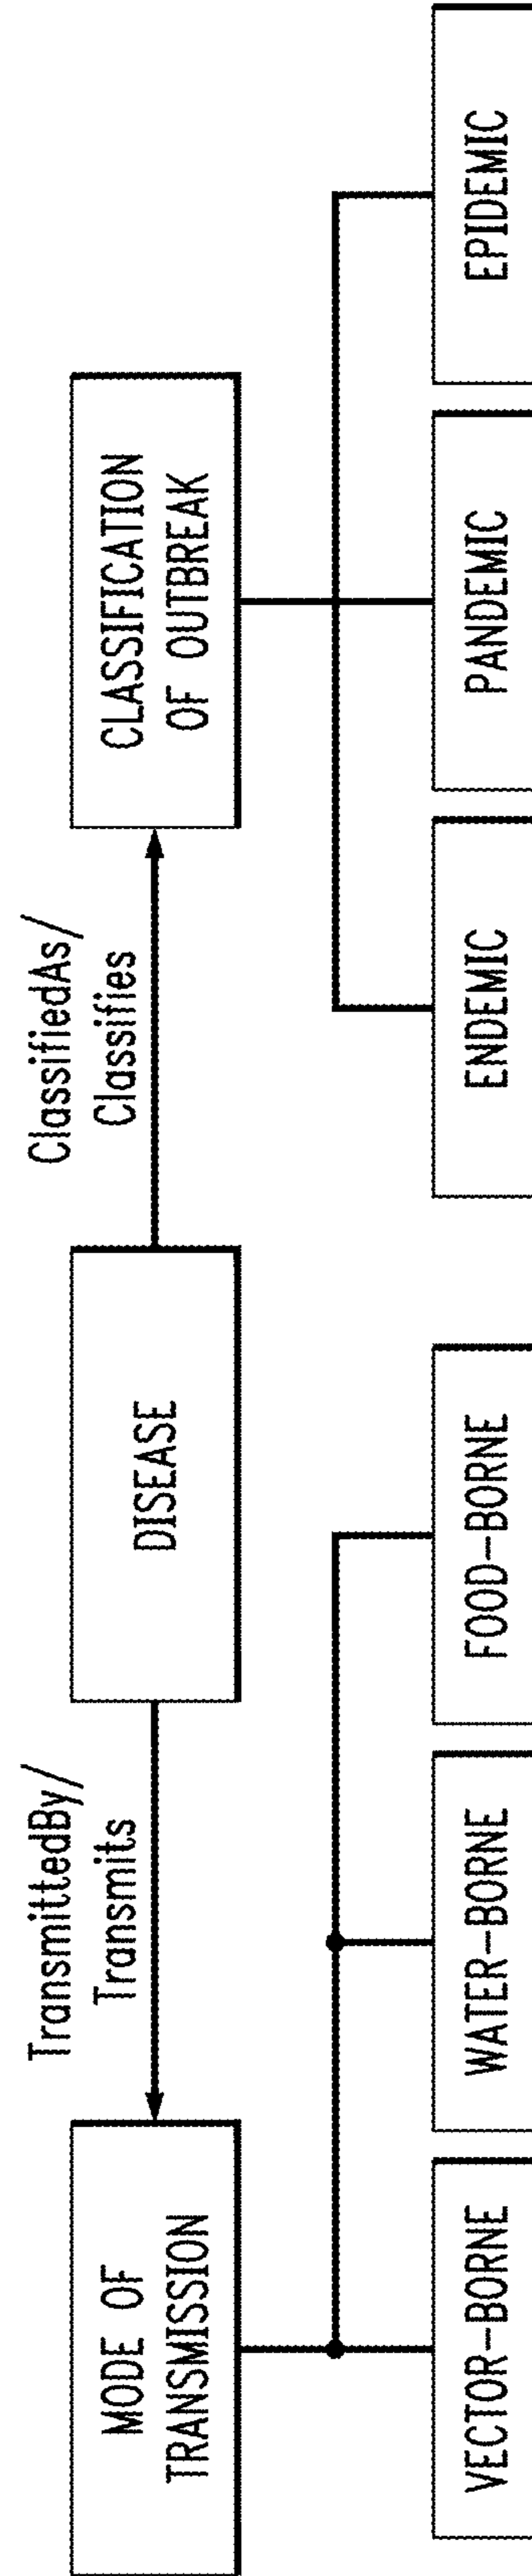 MODE OF
TRANSMISSION
TransmittedBy/
Transmits
DISEASE
ClassifiedAs/
Classifies
CLASSIFICATION
OF OUTBREAK
VECTOR-BORNE
WATER-BORNE
FOOD-BORNE
ENDEMIC
PANDEMIC
EPIDEMIC